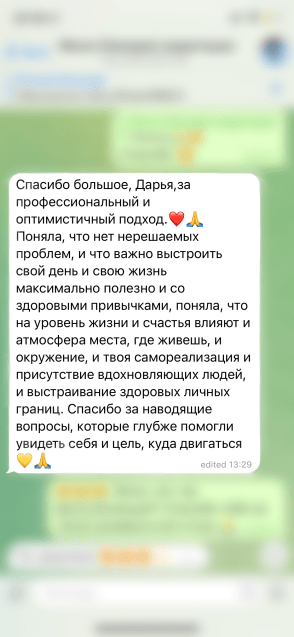 Спасибо большое, Дарья,за
профессиональный и
оптимистичный подход.❤️🙏
Поняла, что нет нерешаемых
проблем, и что важно выстроить
свой день и свою жизнь
максимально полезно и со
здоровыми привычками, поняла, что
на уровень жизни и счастья влияют и
атмосфера места, где живешь, и
окружение, и твоя самореализация и
присутствие вдохновляющих людей,
и выстраивание здоровых личных
границ. Спасибо за наводящие
вопросы, которые глубже помогли
увидеть себя и цель, куда двигаться
💛🙏
edited 13:29